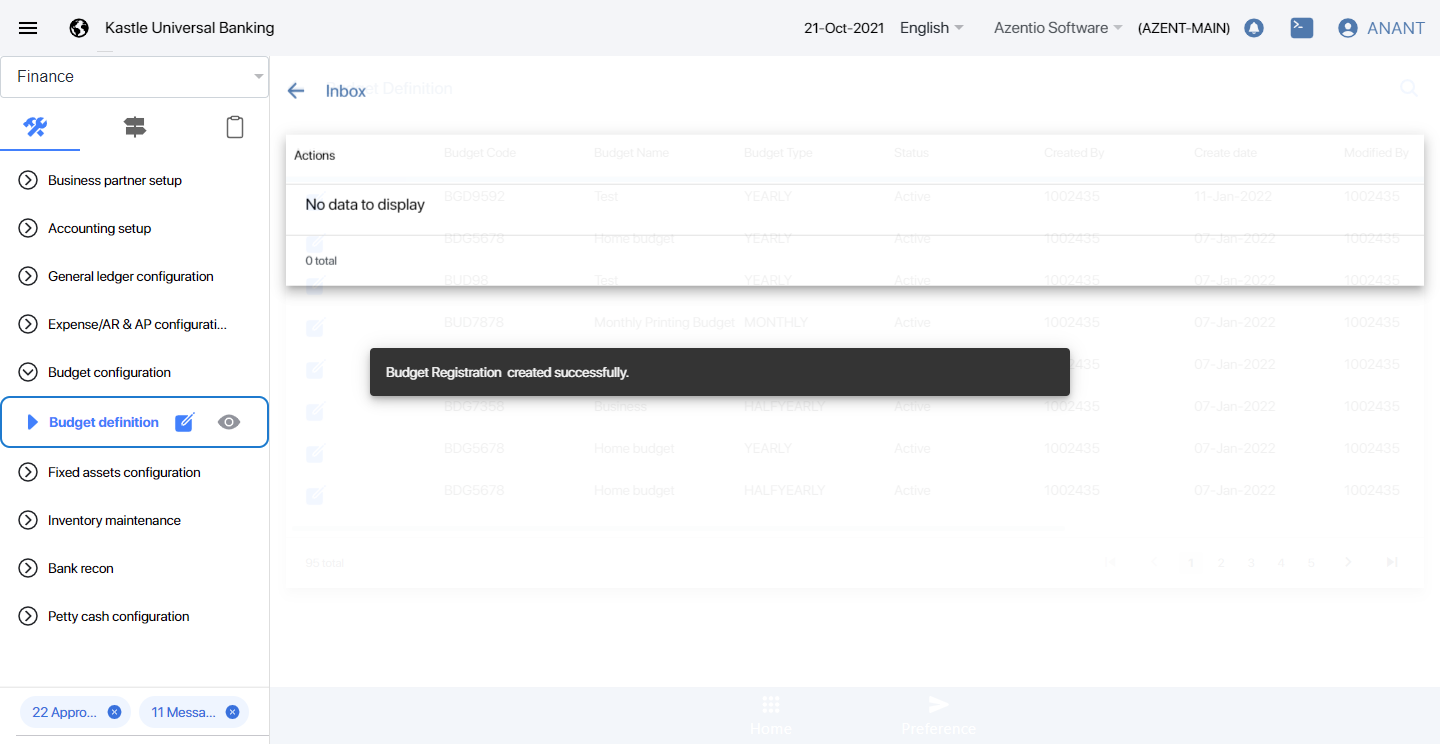 Kastle Universal Banking
21-Oct-2021 English Azentio Software (AZENT-MAIN) ANANT
Finance
Business partner setup
Accounting setup
General ledger configuration
Expense/AR & AP configurati...
Budget configuration
Budget definition
Fixed assets configuration
Inventory maintenance
Bank recon
Petty cash configuration
22 Appro... 11 Messa...
Inbox
Definition
Actions Budget Code Budget Name Budget Type Status Created By Create date Modified By
BGD9592 Test YEARLY Active 1002435 11-Jan-2022 1002435
No data to display
BDG5678 Home budget YEARLY Active 1002435 07-Jan-2022 1002435
0 total
BUD98 Test YEARLY Active 1002435 07-Jan-2022 1002435
BUD7878 Monthly Printing Budget MONTHLY Active 1002435 07-Jan-2022 1002435
07-Jan-2022 1002435
Budget Registration created successfully.
BDG7358 Business HALFYEARLY Active 1002435 07-Jan-2022 1002435
BDG5678 Home budget YEARLY Active 1002435 07-Jan-2022 1002435
BDG5678 Home budget HALFYEARLY Active 1002435 07-Jan-2022 1002435
95 total 1 2 3 4 5
Home Preference